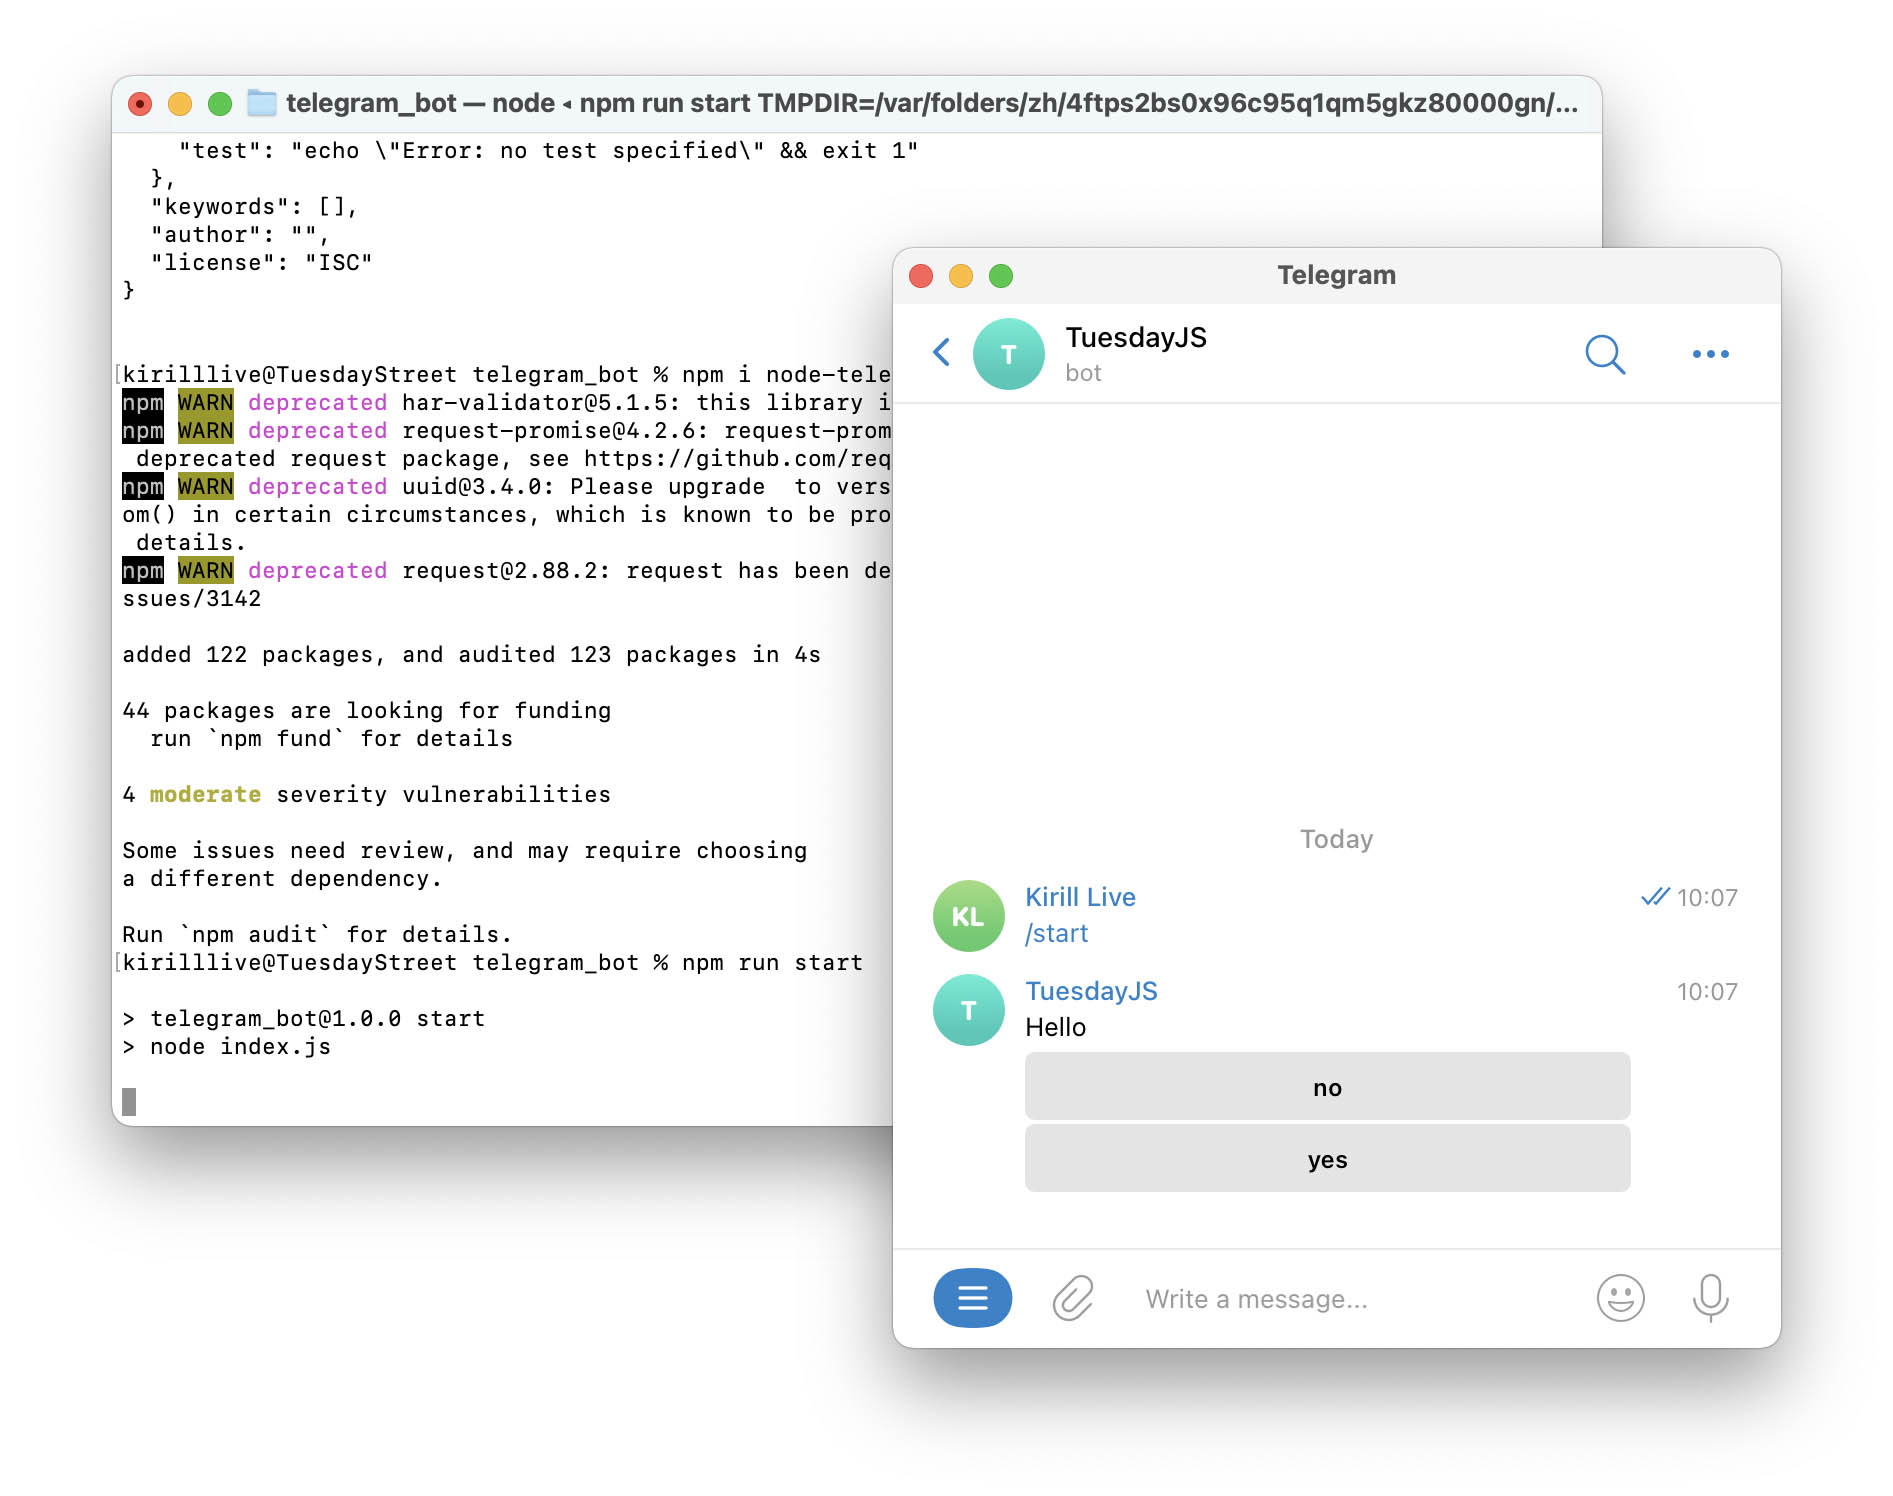 telegram_bot — node ◂ npm run start TMPDIR=/var/folders/zh/4ftps2bs0x96c95q1qm5gkz80000gn/...
"test": "echo \"Error: no test specified\" && exit 1"
},
"keywords": [],
"author": "",
"license": "ISC"
}
[kirilllive@TuesdayStreet telegram_bot % npm i node-tele
npm WARN deprecated har-validator@5.1.5: this library i
npm WARN deprecated request-promise@4.2.6: request-prom
deprecated request package, see https://github.com/req
npm WARN deprecated uuid@3.4.0: Please upgrade  to vers
om() in certain circumstances, which is known to be pro
details.
npm WARN deprecated request@2.88.2: request has been de
ssues/3142
added 122 packages, and audited 123 packages in 4s
44 packages are looking for funding
run `npm fund` for details
4 moderate severity vulnerabilities
Some issues need review, and may require choosing
a different dependency.
Run `npm audit` for details.
[kirilllive@TuesdayStreet telegram_bot % npm run start
> telegram_bot@1.0.0 start
> node index.js
Telegram
T
TuesdayJS
bot
Today
KL
Kirill Live
10:07
/start
T
TuesdayJS
10:07
Hello
no
yes
Write a message...